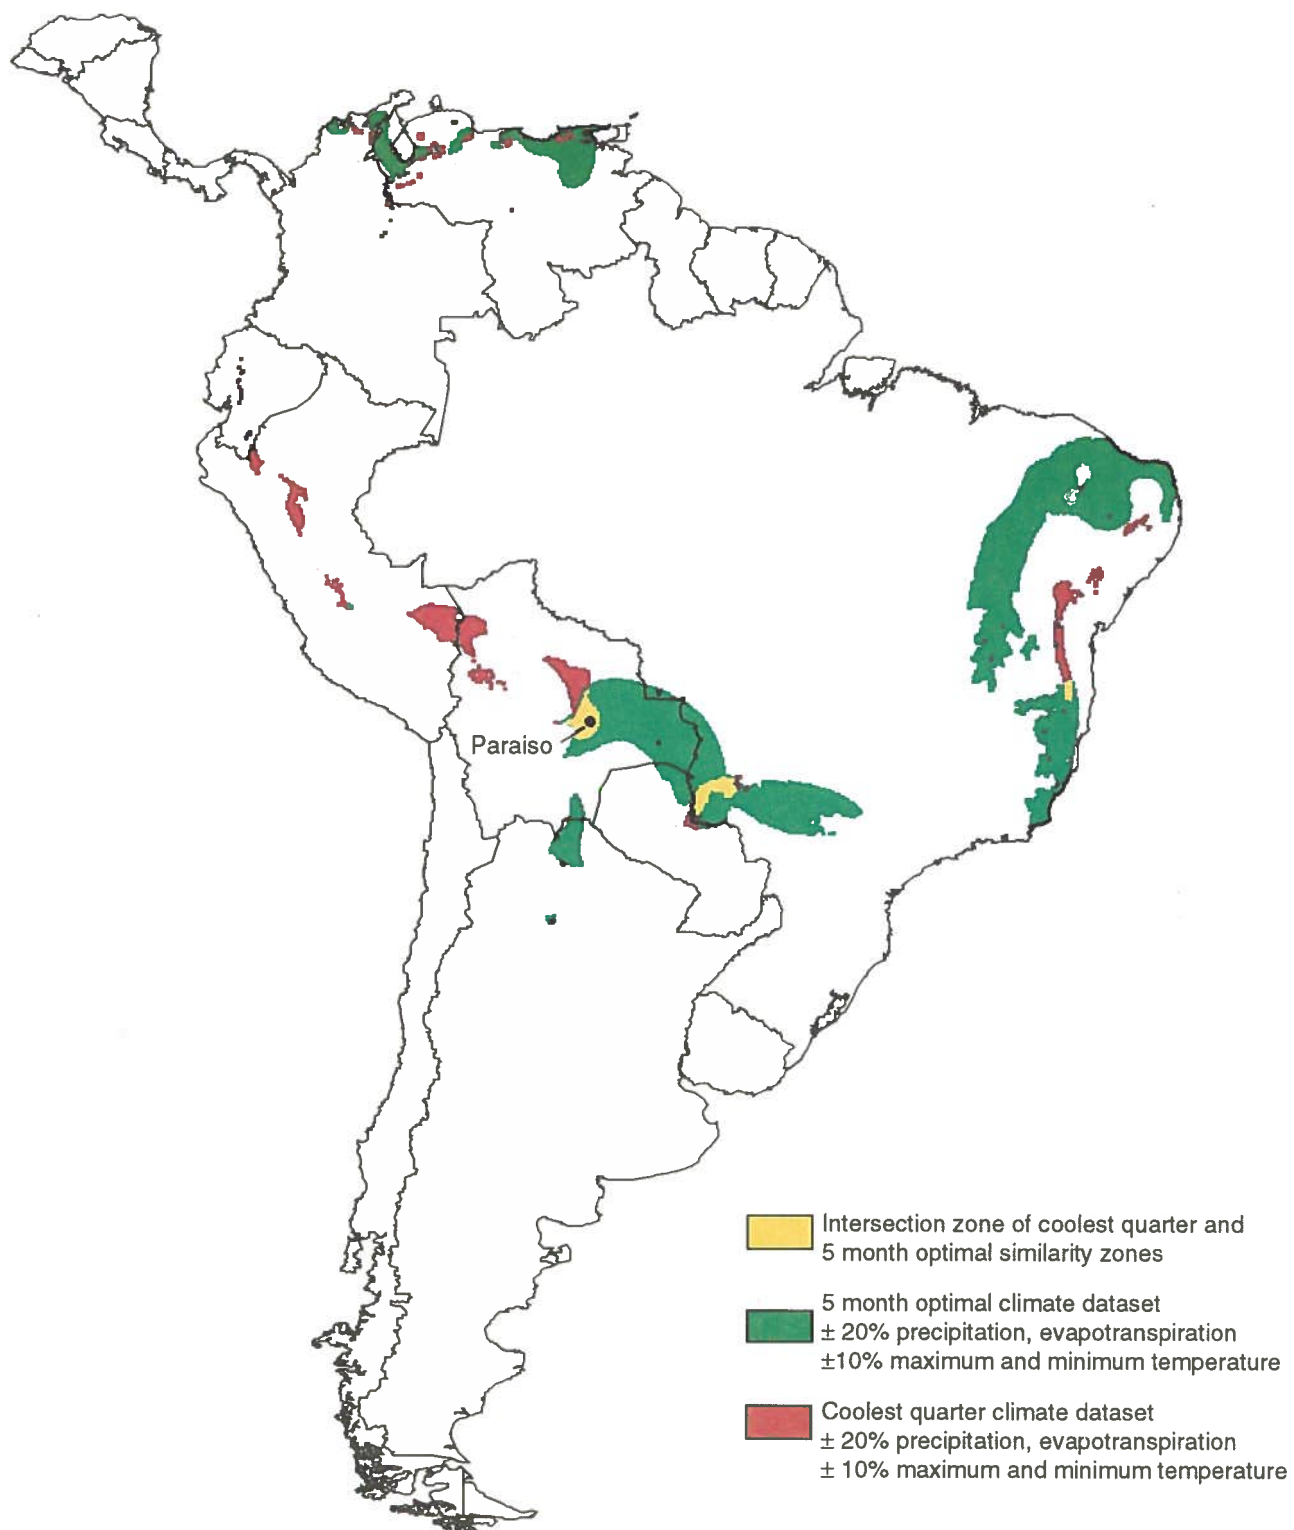 Paraiso
Intersection zone of coolest quarter and
5 month optimal similarity zones
5 month optimal climate dataset
± 20% precipitation, evapotranspiration
±10% maximum and minimum temperature
Coolest quarter climate dataset
± 20% precipitation, evapotranspiration
± 10% maximum and minimum temperature